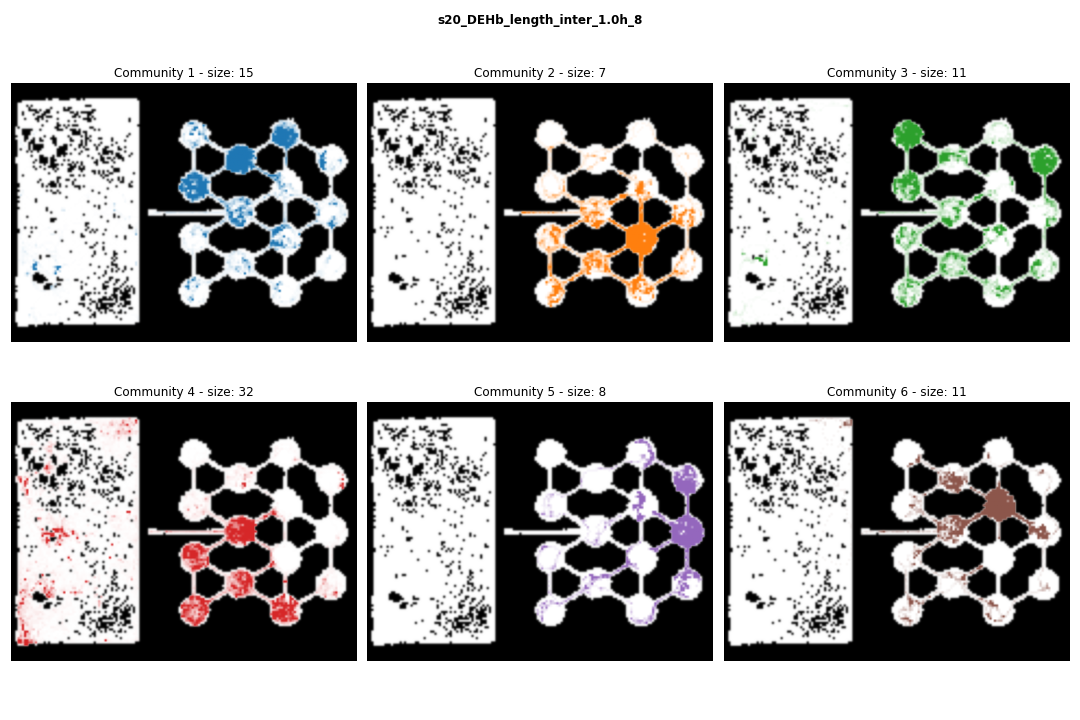 s20_DEHb_length_inter_1.0h_8
Community 1 - size: 15
Community 2 - size: 7
Community 3 - size: 11
Community 4 - size: 32
Community 5 - size: 8
Community 6 - size: 11